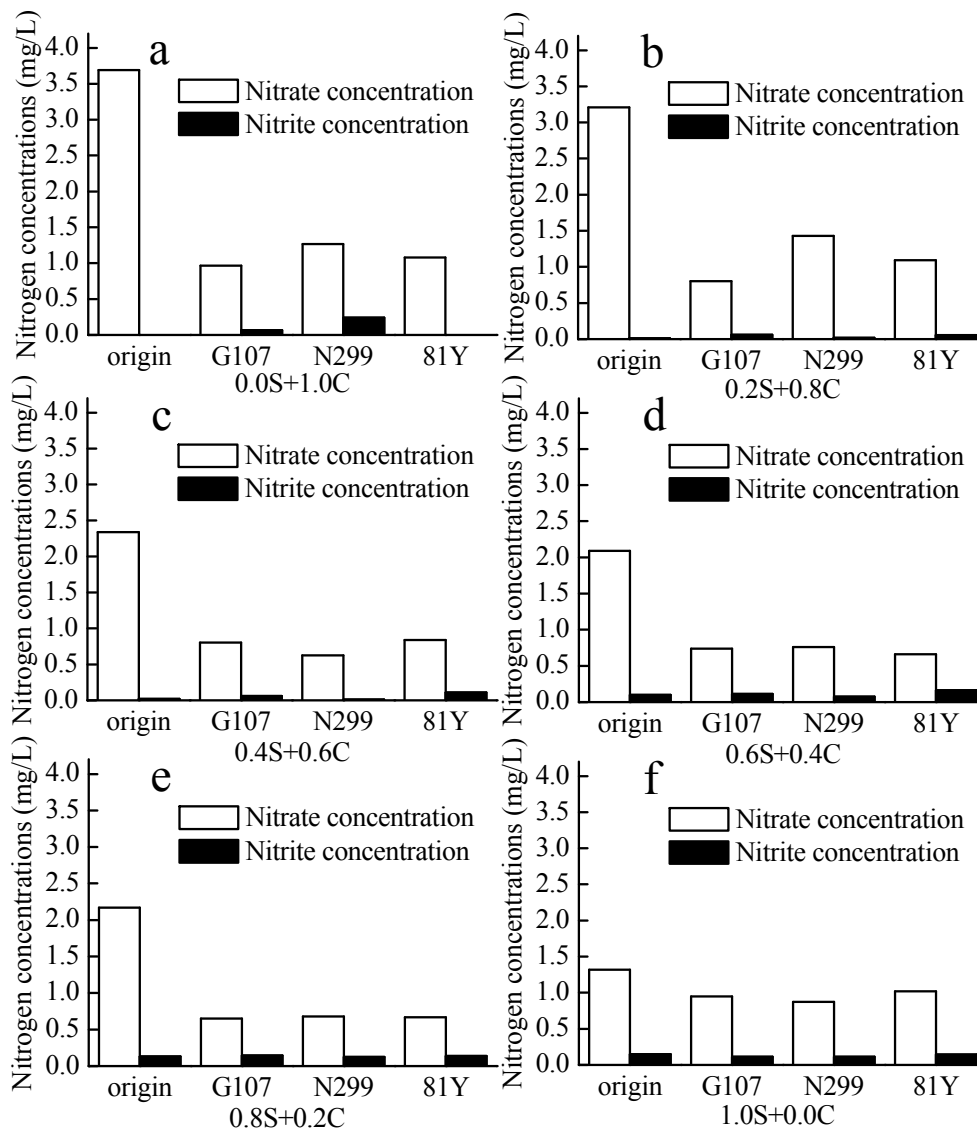 a
Nitrogen concentrations (mg/L)
4.0
3.5
3.0
2.5
2.0
1.5
1.0
0.5
0.0
Nitrate concentration
Nitrite concentration
origin G107 N299 81Y
0.0S+1.0C
b
Nitrogen concentrations (mg/L)
4.0
3.5
3.0
2.5
2.0
1.5
1.0
0.5
0.0
Nitrate concentration
Nitrite concentration
origin G107 N299 81Y
0.2S+0.8C
c
Nitrogen concentrations (mg/L)
4.0
3.5
3.0
2.5
2.0
1.5
1.0
0.5
0.0
Nitrate concentration
Nitrite concentration
origin G107 N299 81Y
0.4S+0.6C
d
Nitrogen concentrations (mg/L)
4.0
3.5
3.0
2.5
2.0
1.5
1.0
0.5
0.0
Nitrate concentration
Nitrite concentration
origin G107 N299 81Y
0.6S+0.4C
e
Nitrogen concentrations (mg/L)
4.0
3.5
3.0
2.5
2.0
1.5
1.0
0.5
0.0
Nitrate concentration
Nitrite concentration
origin G107 N299 81Y
0.8S+0.2C
f
Nitrogen concentrations (mg/L)
4.0
3.5
3.0
2.5
2.0
1.5
1.0
0.5
0.0
Nitrate concentration
Nitrite concentration
origin G107 N299 81Y
1.0S+0.0C